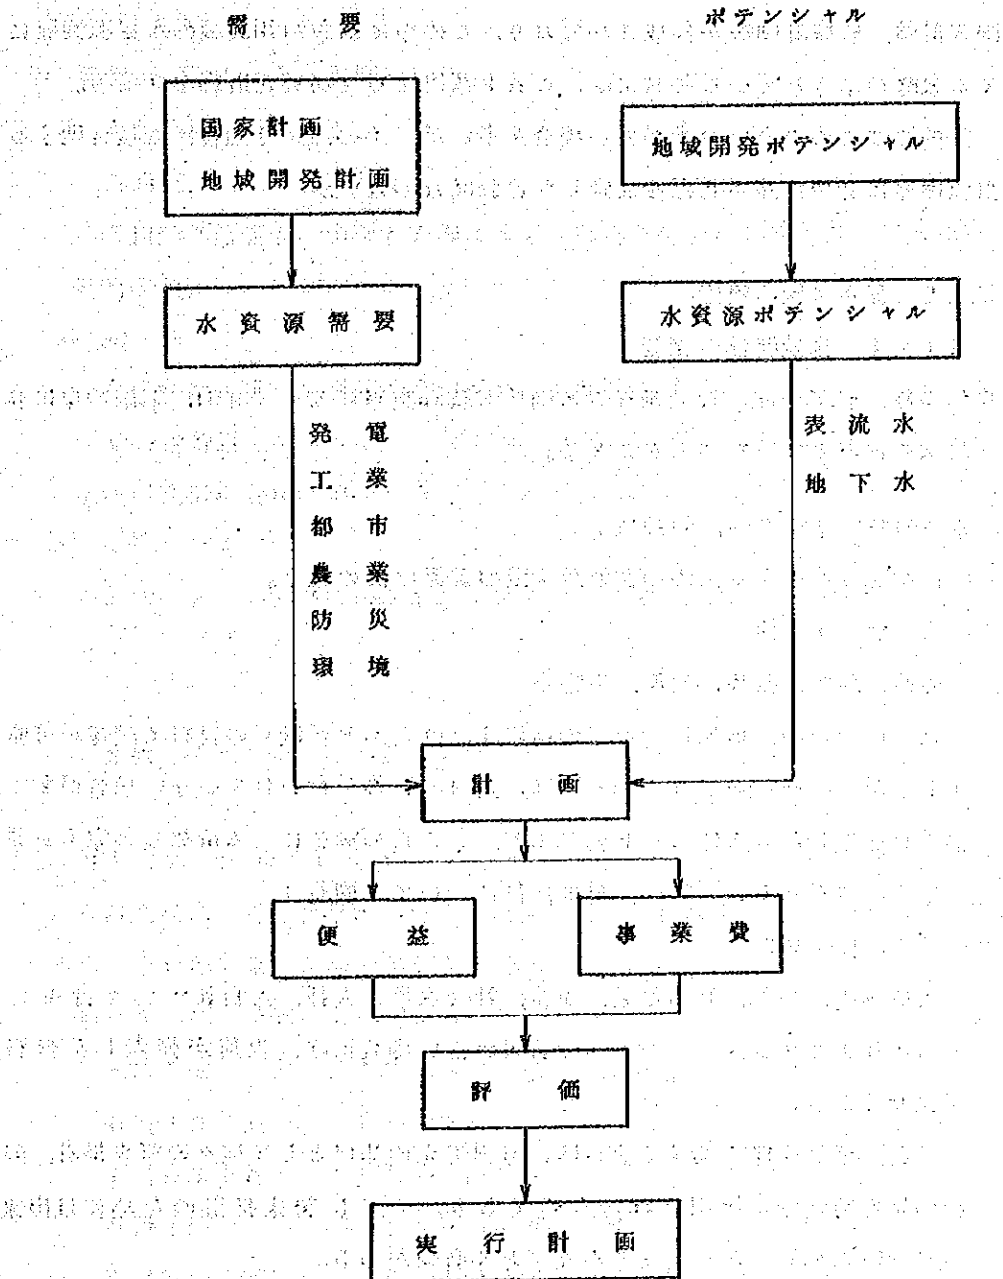 需要
ポテンシャル
国家計画
地域開発計画
地域開発ポテンシャル
水資源需要
水資源ポテンシャル
発電
工業
都市
農業
防災
環境
表流水
地下水
計画
便益
事業費
評価
実行計画